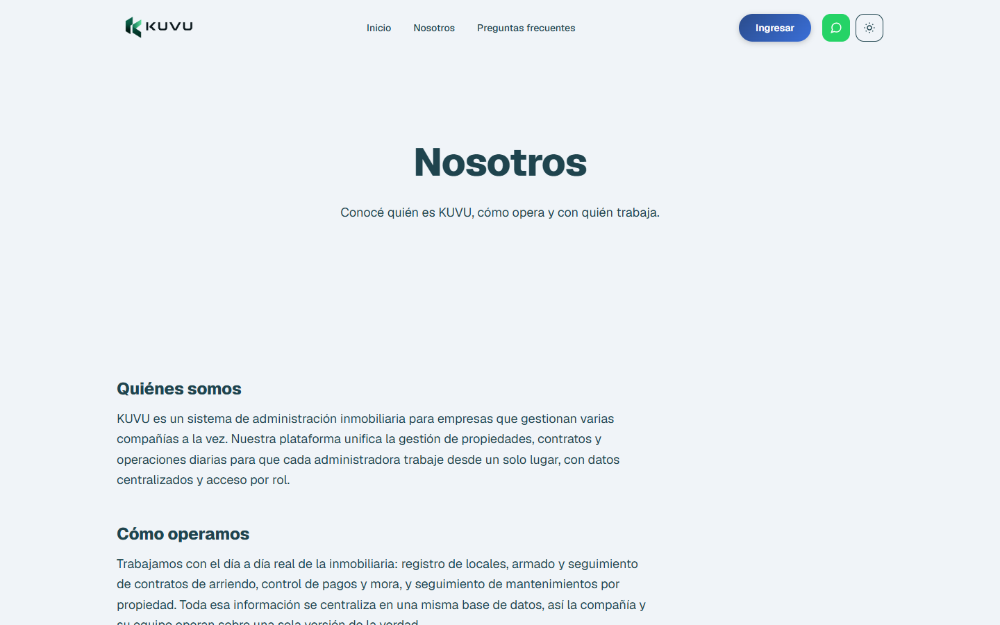 KUVU
Inicio
Nosotros
Preguntas frecuentes
Ingresar
Nosotros
Conocé quién es KUVU, cómo opera y con quién trabaja.
Quiénes somos
KUVU es un sistema de administración inmobiliaria para empresas que gestionan varias
compañías a la vez. Nuestra plataforma unifica la gestión de propiedades, contratos y
operaciones diarias para que cada administradora trabaje desde un solo lugar, con datos
centralizados y acceso por rol.
Cómo operamos
Trabajamos con el día a día real de la inmobiliaria: registro de locales, armado y seguimiento
de contratos de arriendo, control de pagos y mora, y seguimiento de mantenimientos por
propiedad. Toda esa información se centraliza en una misma base de datos, así la compañía y
su equipo operan sobre una sola versión de la verdad.